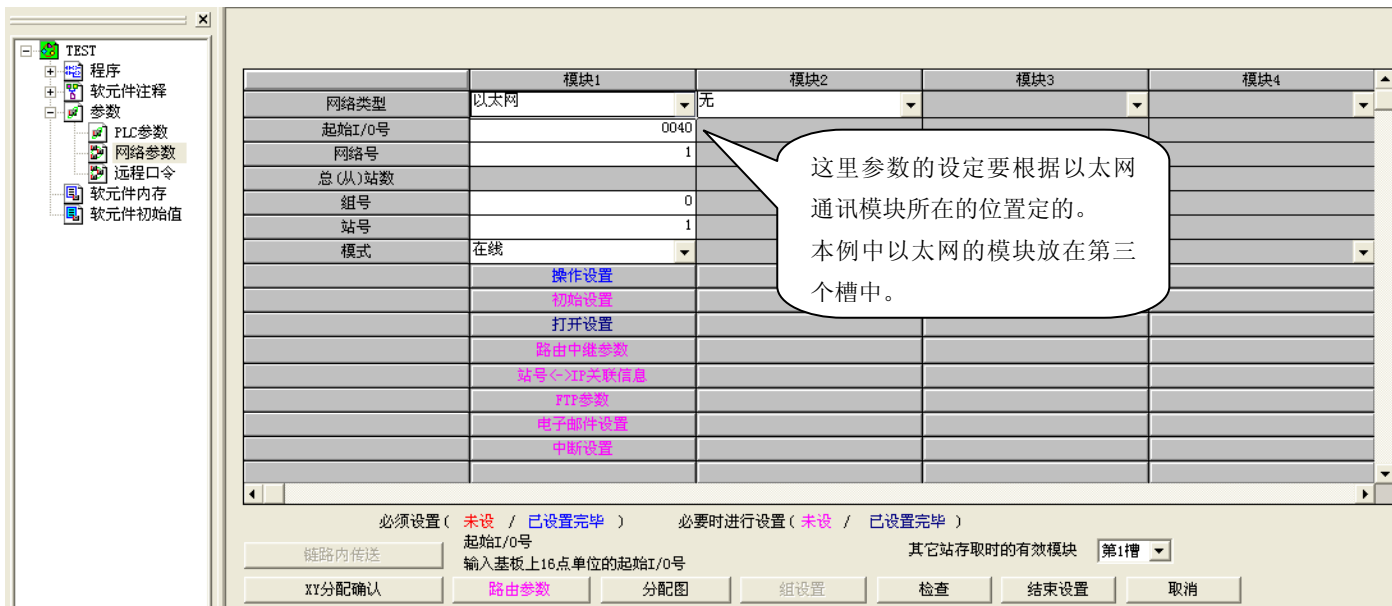 TEST
程序
软元件注释
参数
PLC参数
网络参数
远程口令
软元件内存
软元件初始值
模块1 模块2 模块3 模块4
网络类型 以太网 无
起始I/O号 0040
网络号 1
总(从)站数
组号 0
站号 1
模式 在线
这里参数的设定要根据以太网
通讯模块所在的位置定的。
本例中以太网的模块放在第三
个槽中。
操作设置
初始设置
打开设置
路由中继参数
站号<->IP关联信息
FTP参数
电子邮件设置
中断设置
必须设置( 未设 / 已设置完毕 ) 必要时进行设置( 未设 / 已设置完毕 )
链路内传送
起始I/O号
输入基板上16点单位的起始I/O号
其它站存取时的有效模块 第1槽
XY分配确认 路由参数 分配图 组设置 检查 结束设置 取消